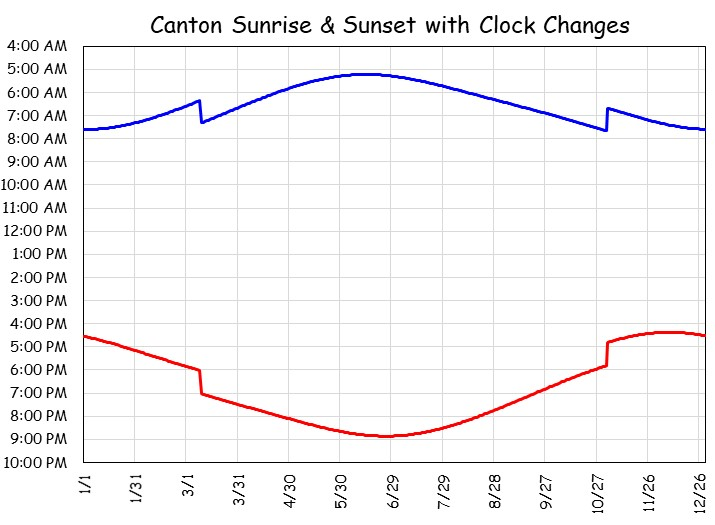 Canton Sunrise & Sunset with Clock Changes
4:00 AM
5:00 AM
6:00 AM
7:00 AM
8:00 AM
9:00 AM
10:00 AM
11:00 AM
12:00 PM
1:00 PM
2:00 PM
3:00 PM
4:00 PM
5:00 PM
6:00 PM
7:00 PM
8:00 PM
9:00 PM
10:00 PM
1/1
1/31
3/1
3/31
4/30
5/30
6/29
7/29
8/28
9/27
10/27
11/26
12/26